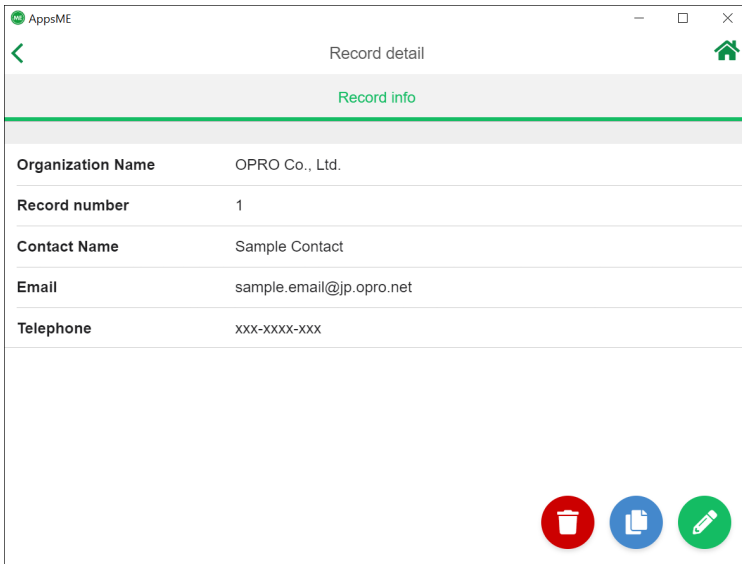 ME AppsME
Record detail
Record info
Organization Name OPRO Co., Ltd.
Record number 1
Contact Name Sample Contact
Email sample.email@jp.opro.net
Telephone xxx-xxxx-xxx